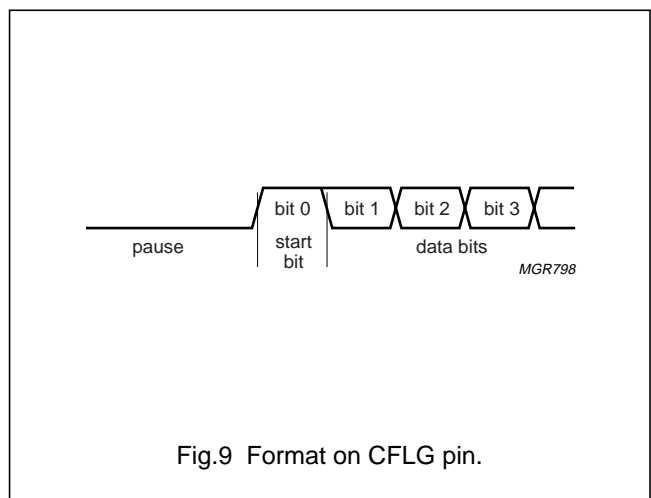 bit 0 bit 1 bit 2 bit 3
pause start bit data bits
MGR798
Fig.9 Format on CFLG pin.